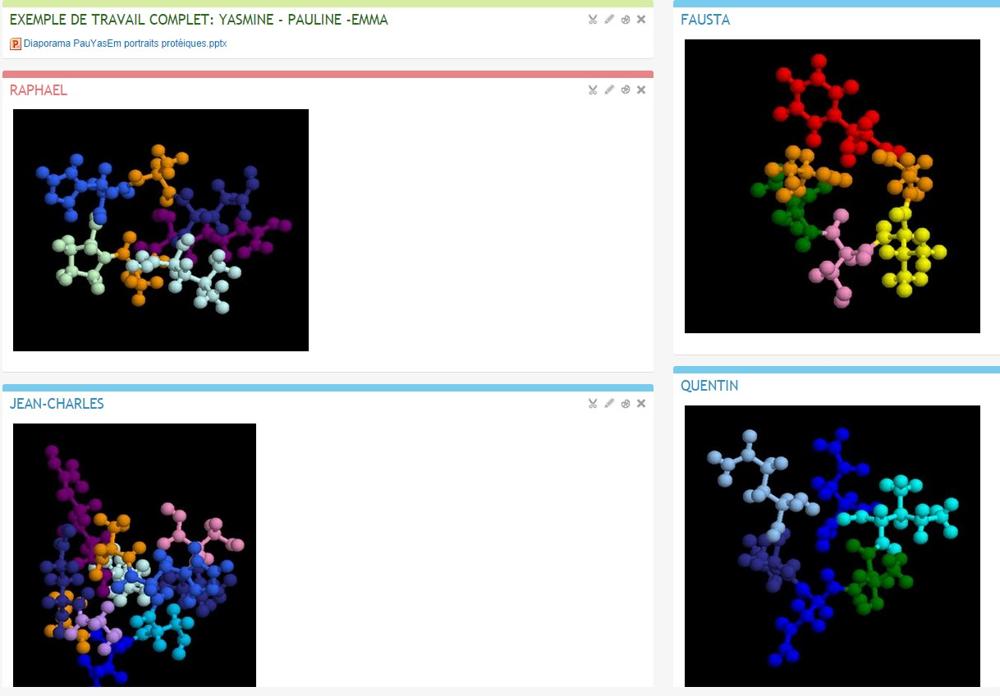 EXEMPLE DE TRAVAIL COMPLET: YASMINE - PAULINE -EMMA
Diaporama PauYasEm portraits protéiques.pptx
RAPHAEL
JEAN-CHARLES
FAUSTA
QUENTIN